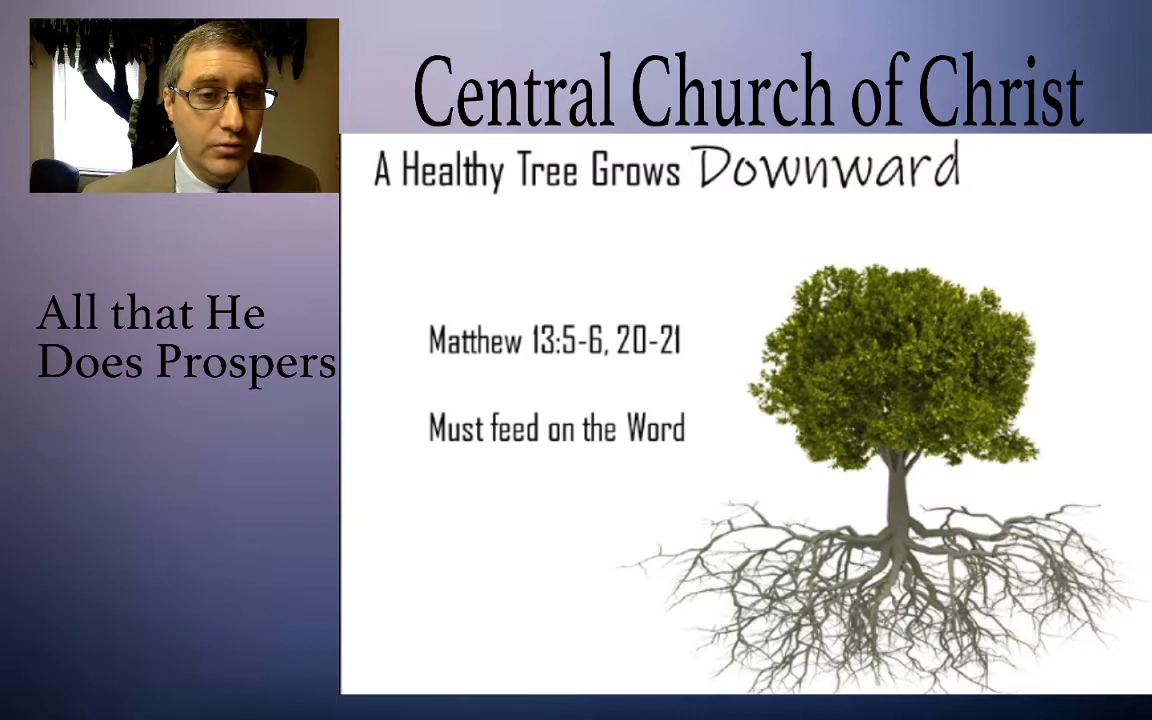 Central Church of Christ
A Healthy Tree Grows Downward
All that He
Does Prospers
Matthew 13:5-6, 20-21
Must feed on the Word